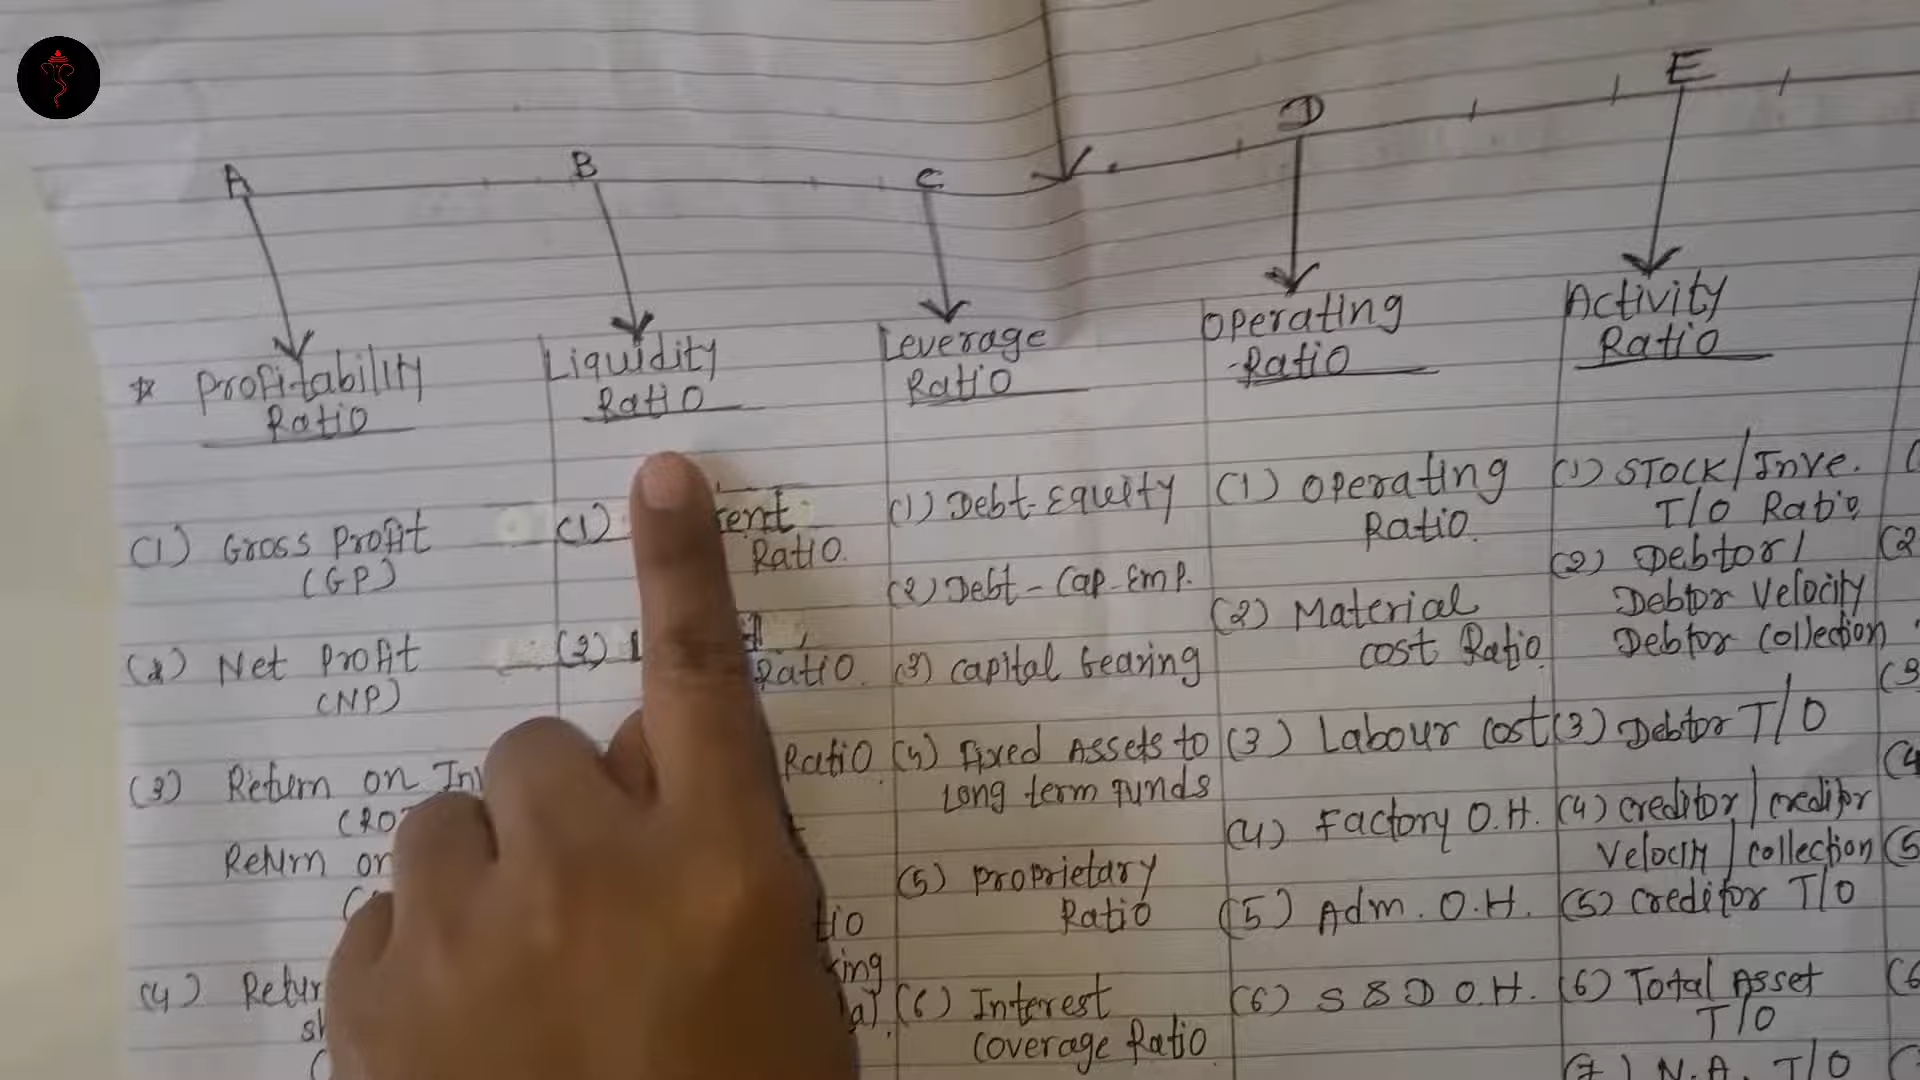 A
B
C
D
E
* Profitability
Ratio
(1) Gross Profit
(GP)
(2) Net Profit
(NP)
(3) Return on
Return
(4)
Liquidity
Ratio
(1)
Ratio.
(2)
Ratio.
Ratio
Leverage
Ratio
(1) Debt-Equity
(2) Debt - Cap. Emp.
(3) Capital Gearing
(4) Fixed Assets to
Long term Funds
(5) Proprietary
Ratio
(6) Interest
Coverage Ratio
Operating
Ratio
(1) Operating
Ratio.
(2) Material
Cost Ratio
(3) Labour Cost
(4) Factory O.H.
(5) Adm. O.H.
(6) S & D O.H.
Activity
Ratio
(1) STOCK/Inve.
T/O Ratio
(2) Debtor/
Debtor Velocity
Debtor Collection
(3) Debtor T/O
(4) Creditor/Creditor
Velocity/Collection
(5) Creditor T/O
(6) Total Asset
T/O
(7) N.A. T/O